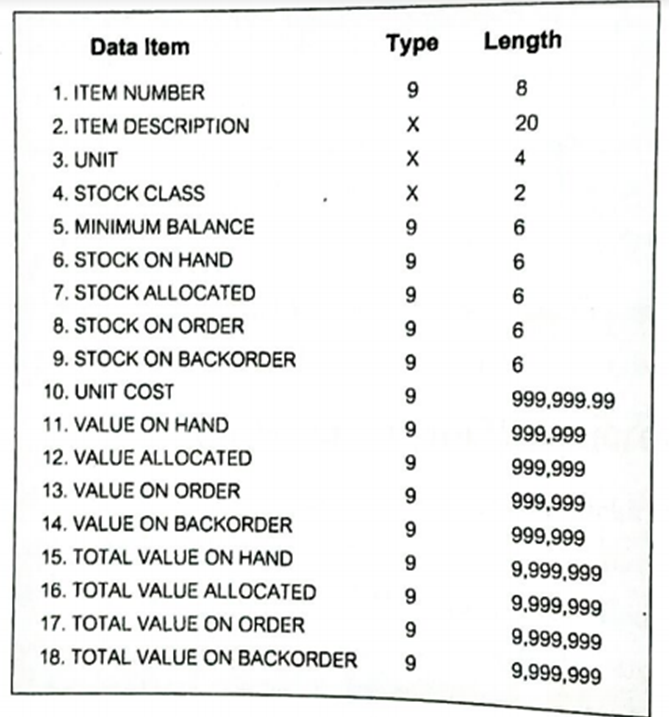 Data Item Type Length
1. ITEM NUMBER 9 8
2. ITEM DESCRIPTION X 20
3. UNIT X 4
4. STOCK CLASS X 2
5. MINIMUM BALANCE 9 6
6. STOCK ON HAND 9 6
7. STOCK ALLOCATED 9 6
8. STOCK ON ORDER 9 6
9. STOCK ON BACKORDER 9 6
10. UNIT COST 9 999,999.99
11. VALUE ON HAND 9 999,999
12. VALUE ALLOCATED 9 999,999
13. VALUE ON ORDER 9 999,999
14. VALUE ON BACKORDER 9 999,999
15. TOTAL VALUE ON HAND 9 9,999,999
16. TOTAL VALUE ALLOCATED 9 9,999,999
17. TOTAL VALUE ON ORDER 9 9,999,999
18. TOTAL VALUE ON BACKORDER 9 9,999,999